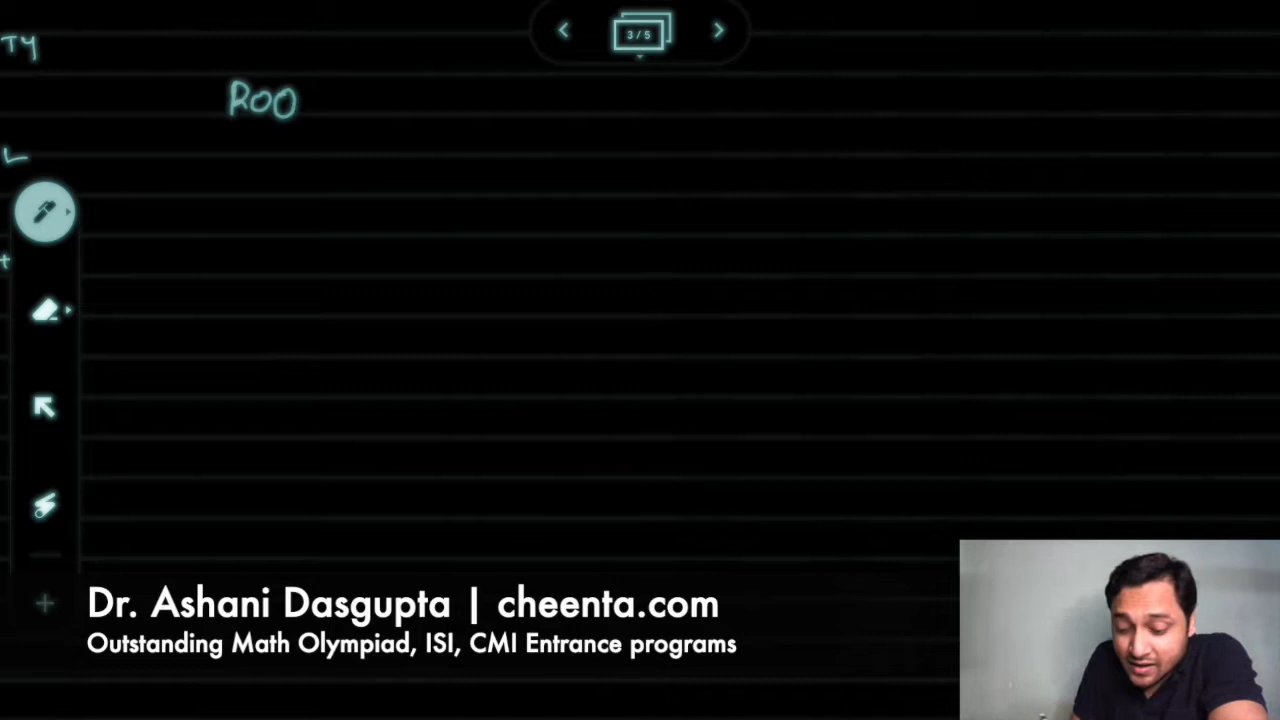 3/5
TY
ROO
L
+
Dr. Ashani Dasgupta | cheenta.com
Outstanding Math Olympiad, ISI, CMI Entrance programs